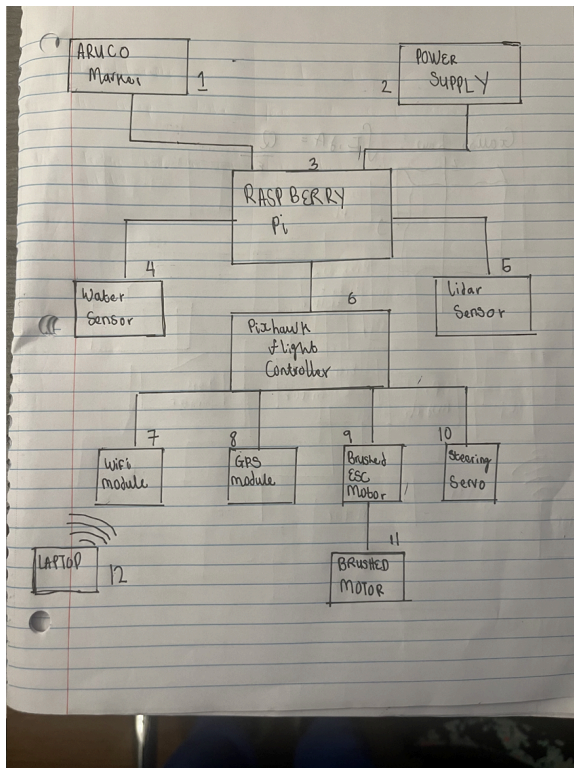 ARUCO
Marker
1
POWER
SUPPLY
2
3
RASPBERRY
Pi
4
Water
Sensor
5
Lidar
Sensor
6
Pixhawk
flight
Controller
7
WiFi
module
8
GPS
module
9
Brushed
ESC
Motor
10
Steering
Servo
LAPTOP
12
11
BRUSHED
MOTOR